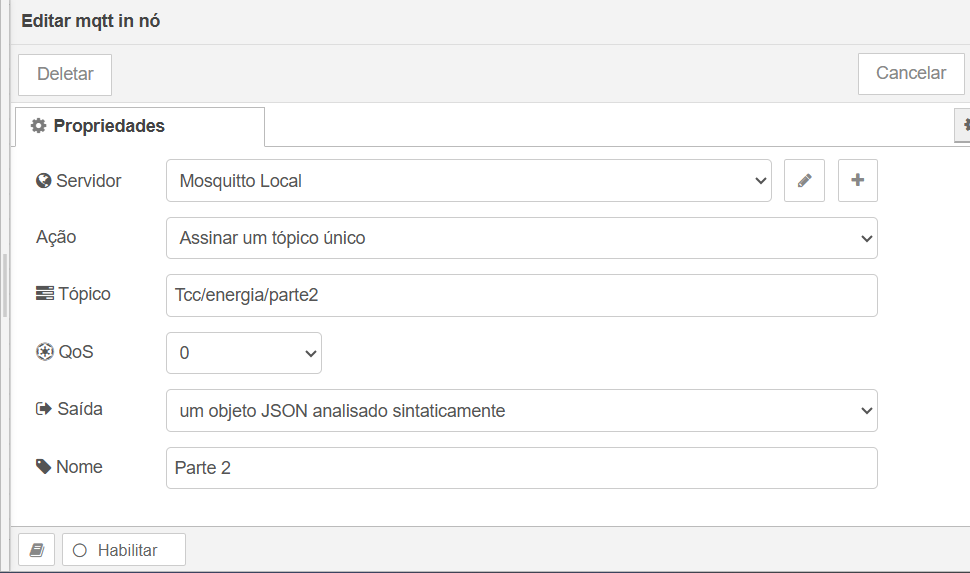 Editar mqtt in nó
Deletar
Cancelar
Propriedades
Servidor
Mosquitto Local
Ação
Assinar um tópico único
Tópico
Tcc/energia/parte2
QoS
0
Saída
um objeto JSON analisado sintaticamente
Nome
Parte 2
Habilitar